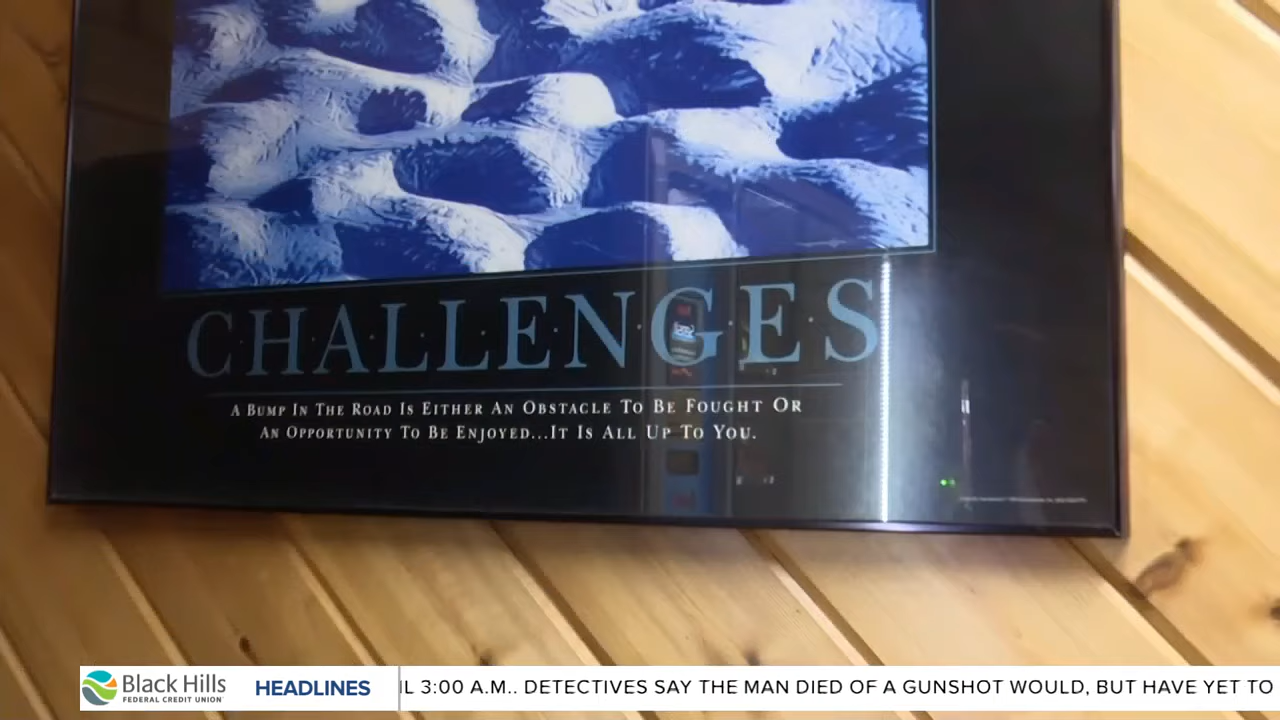 CHALLENGES
A BUMP IN THE ROAD IS EITHER AN OBSTACLE TO BE FOUGHT OR
AN OPPORTUNITY TO BE ENJOYED...IT IS ALL UP TO YOU.
Black Hills
FEDERAL CREDIT UNION
HEADLINES
3:00 A.M.. DETECTIVES SAY THE MAN DIED OF A GUNSHOT WOULD, BUT HAVE YET TO